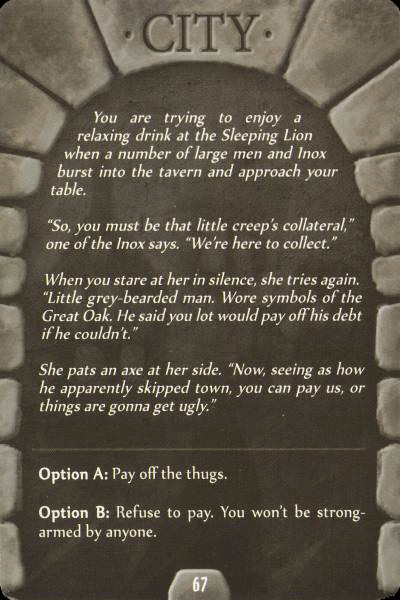 · CITY ·
You are trying to enjoy a
relaxing drink at the Sleeping Lion
when a number of large men and Inox
burst into the tavern and approach your
table.
“So, you must be that little creep’s collateral,”
one of the Inox says. “We’re here to collect.”
When you stare at her in silence, she tries again.
“Little grey-bearded man. Wore symbols of the
Great Oak. He said you lot would pay off his debt
if he couldn’t.”
She pats an axe at her side. “Now, seeing as how
he apparently skipped town, you can pay us, or
things are gonna get ugly.”
Option A: Pay off the thugs.
Option B: Refuse to pay. You won’t be strong-
armed by anyone.
67